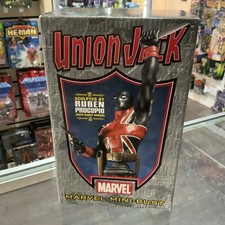 UNION JACK
SCULPTED BY
RUBEN
PROCOPIO
MARVEL
MARVEL MINI-BUST
HE-MAN